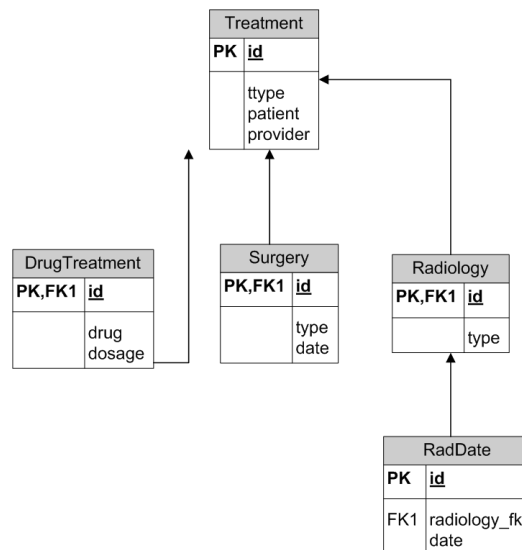 Treatment
PK id
ttype
patient
provider
DrugTreatment
PK,FK1 id
drug
dosage
Surgery
PK,FK1 id
type
date
Radiology
PK,FK1 id
type
RadDate
PK id
FK1 radiology_fk
date